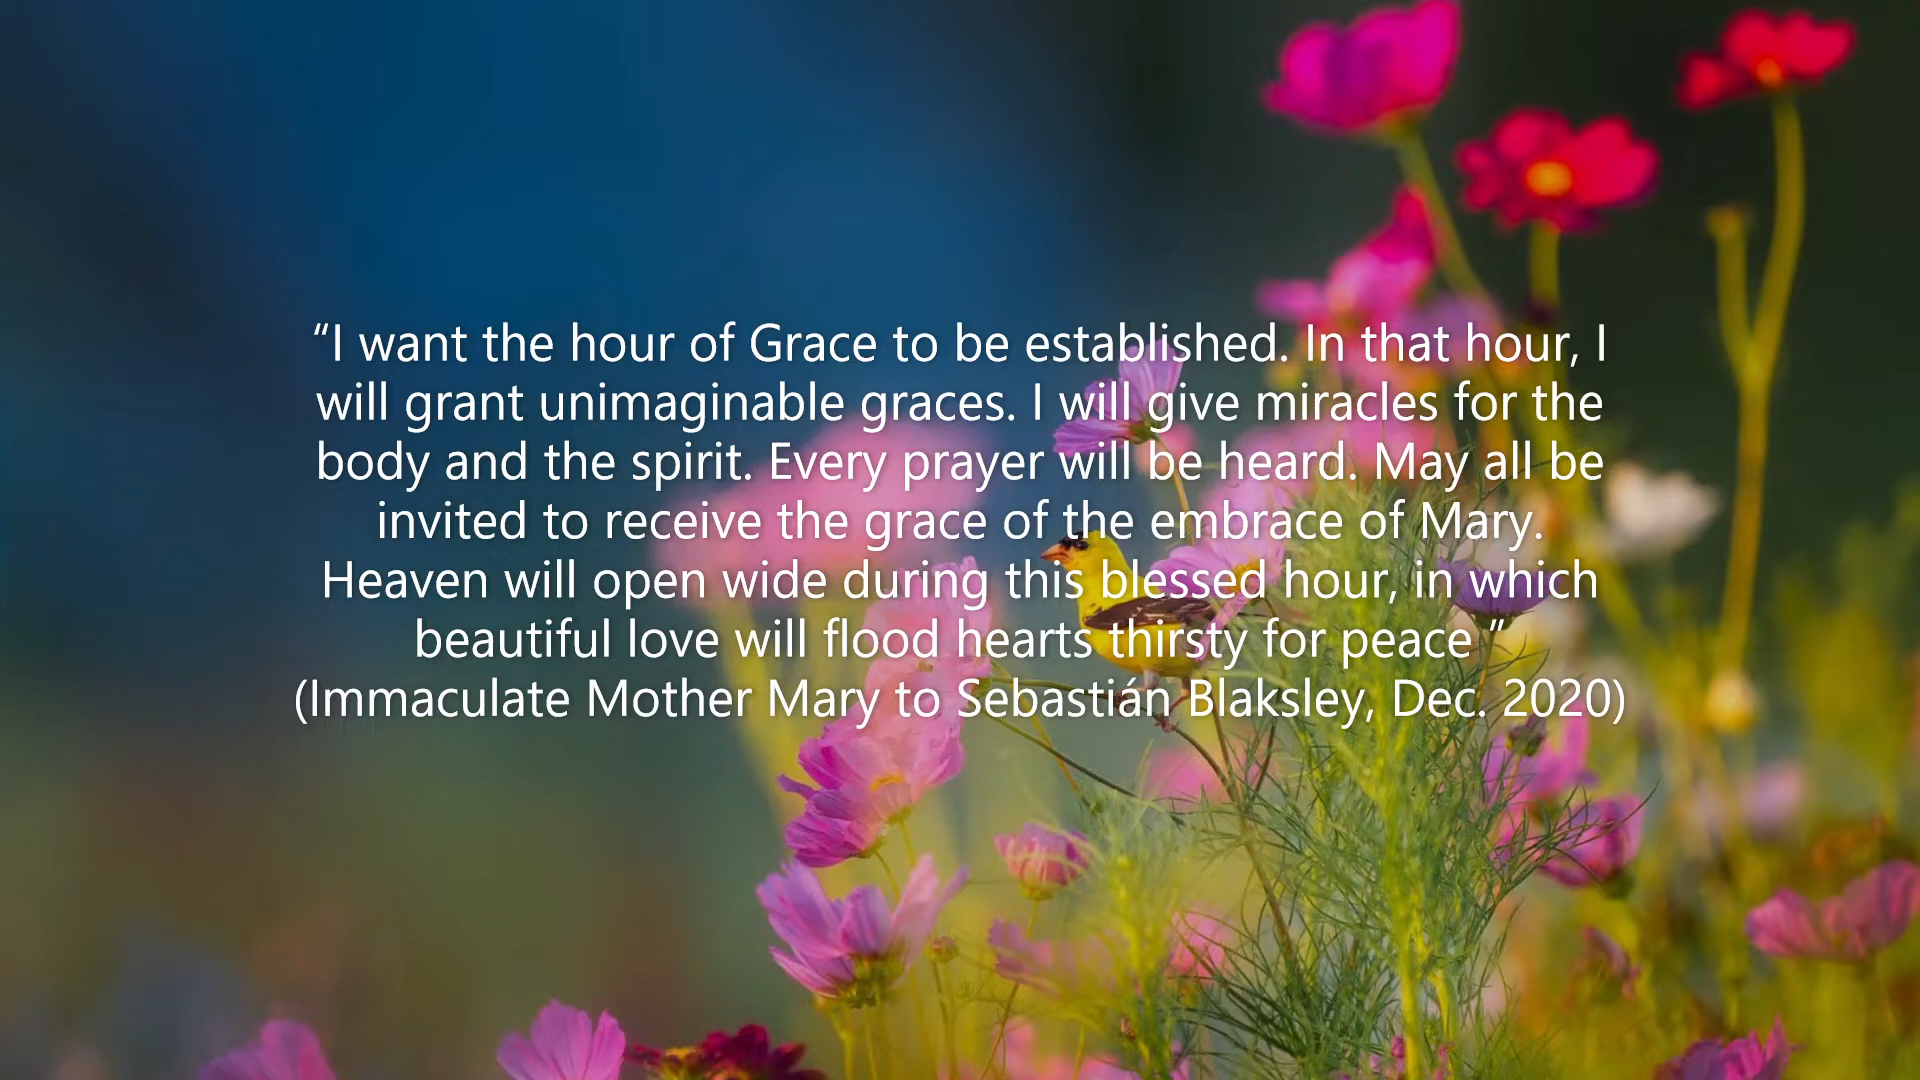 “I want the hour of Grace to be established. In that hour, I
will grant unimaginable graces. I will give miracles for the
body and the spirit. Every prayer will be heard. May all be
invited to receive the grace of the embrace of Mary.
Heaven will open wide during this blessed hour, in which
beautiful love will flood hearts thirsty for peace ”
(Immaculate Mother Mary to Sebastián Blaksley, Dec. 2020)